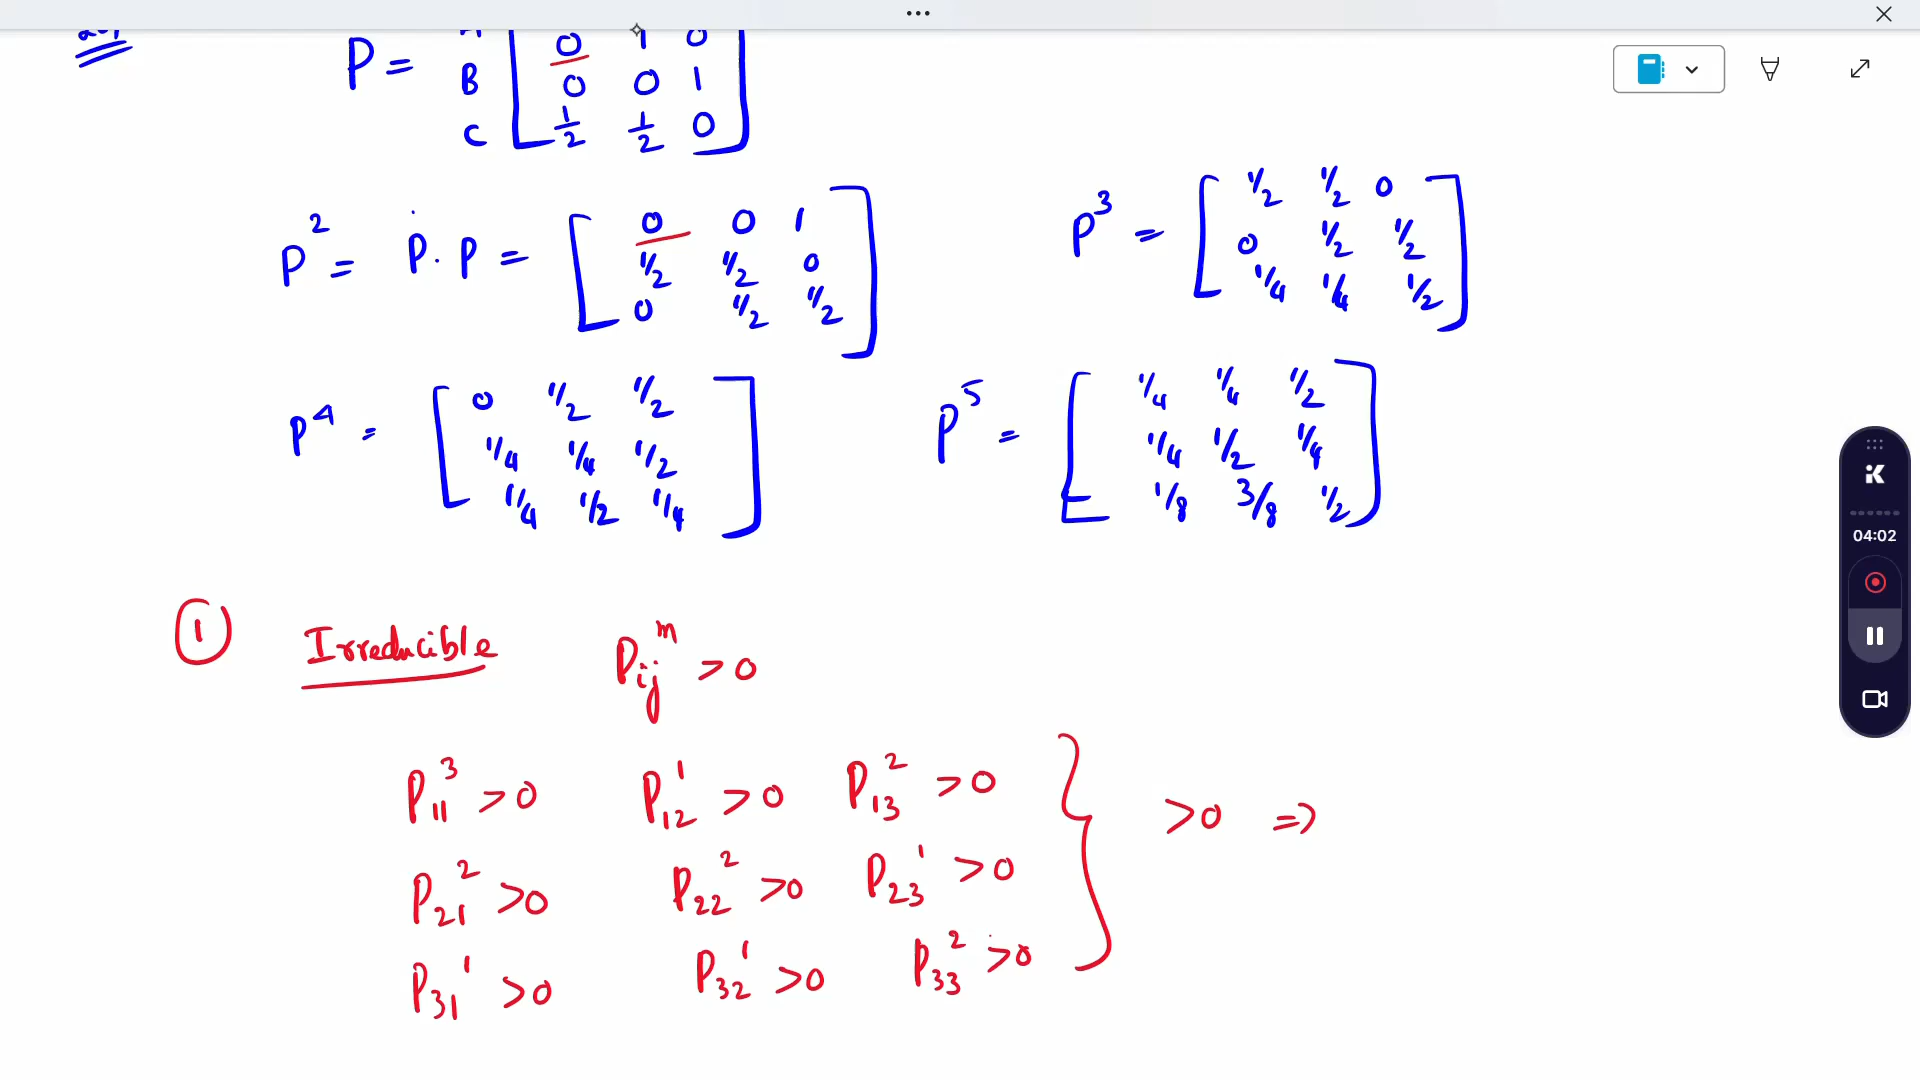 0 1 0
P = B 0 0 1
C 1/2 1/2 0
P² = P . P = 0 0 1
1/2 1/2 0
0 1/2 1/2
P³ = 1/2 1/2 0
0 1/2 1/2
1/4 1/4 1/2
P⁴ = 0 1/2 1/2
1/4 1/4 1/2
1/4 1/2 1/4
P⁵ = 1/4 1/4 1/2
1/4 1/2 1/4
1/8 3/8 1/2
04:02
1 Irreducible Pᵢⱼᵐ > 0
P₁₁³ > 0 P₁₂¹ > 0 P₁₃² > 0
} > 0 ⇒
P₂₁² > 0 P₂₂² > 0 P₂₃¹ > 0
P₃₁¹ > 0 P₃₂¹ > 0 P₃₃² > 0